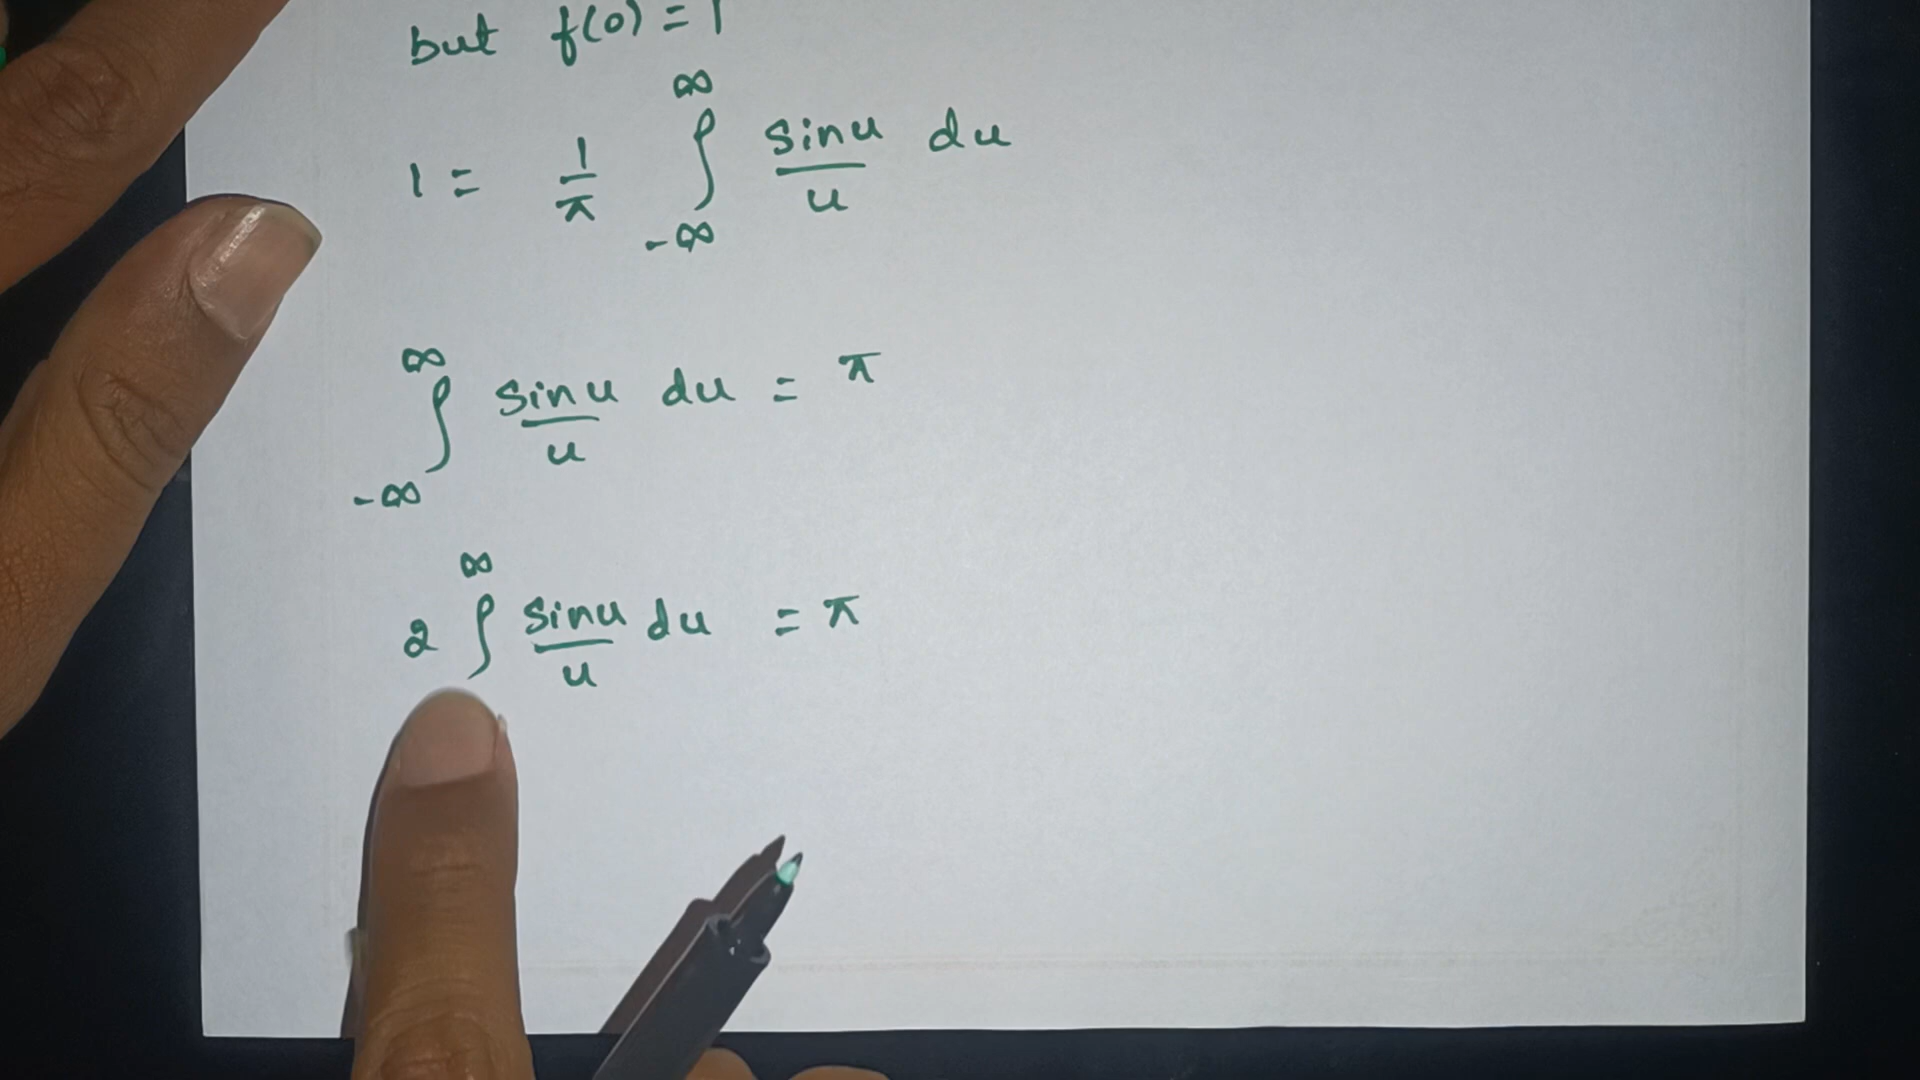 but f(0) = 1
1 = 1/π ∫_{-∞}^{∞} sinu/u du
∫_{-∞}^{∞} sinu/u du = π
2 ∫^{∞} sinu/u du = π